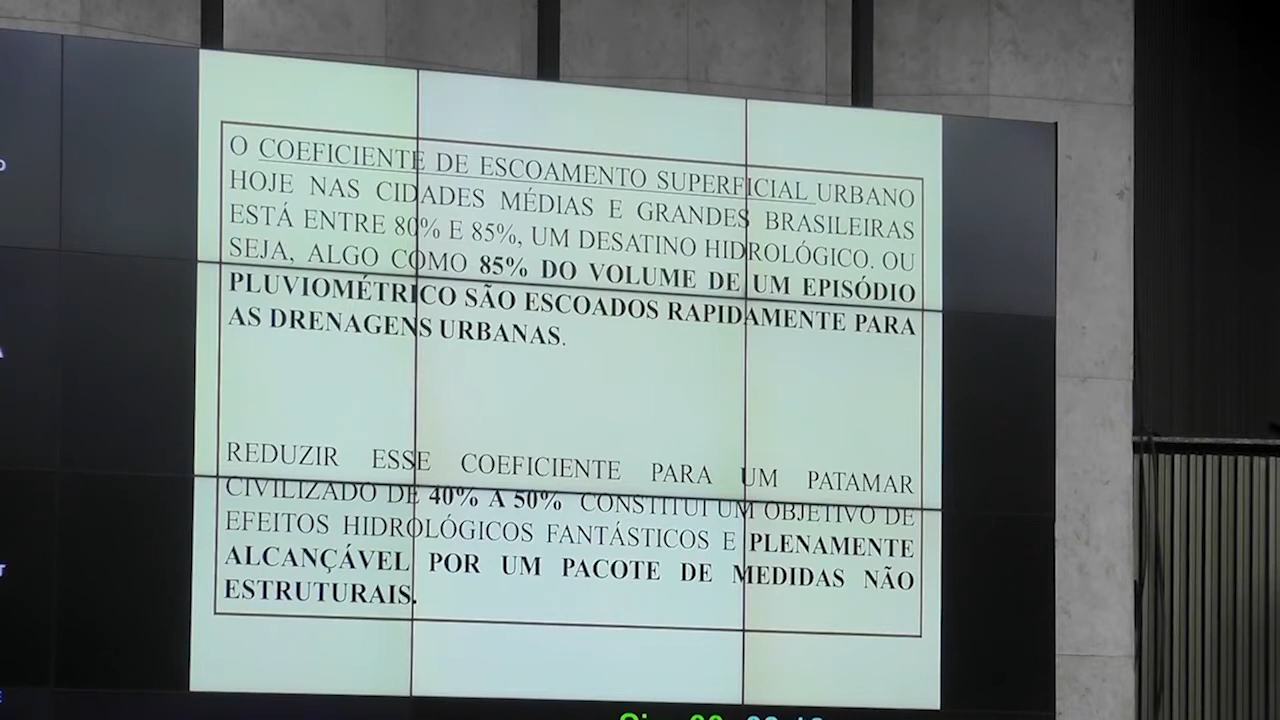 O COEFICIENTE DE ESCOAMENTO SUPERFICIAL URBANO
HOJE NAS CIDADES MÉDIAS E GRANDES BRASILEIRAS
ESTÁ ENTRE 80% E 85%, UM DESATINO HIDROLÓGICO. OU
SEJA, ALGO COMO 85% DO VOLUME DE UM EPISÓDIO
PLUVIOMÉTRICO SÃO ESCOADOS RAPIDAMENTE PARA
AS DRENAGENS URBANAS.
REDUZIR ESSE COEFICIENTE PARA UM PATAMAR
CIVILIZADO DE 40% A 50% CONSTITUI UM OBJETIVO DE
EFEITOS HIDROLÓGICOS FANTÁSTICOS E PLENAMENTE
ALCANÇÁVEL POR UM PACOTE DE MEDIDAS NÃO
ESTRUTURAIS.